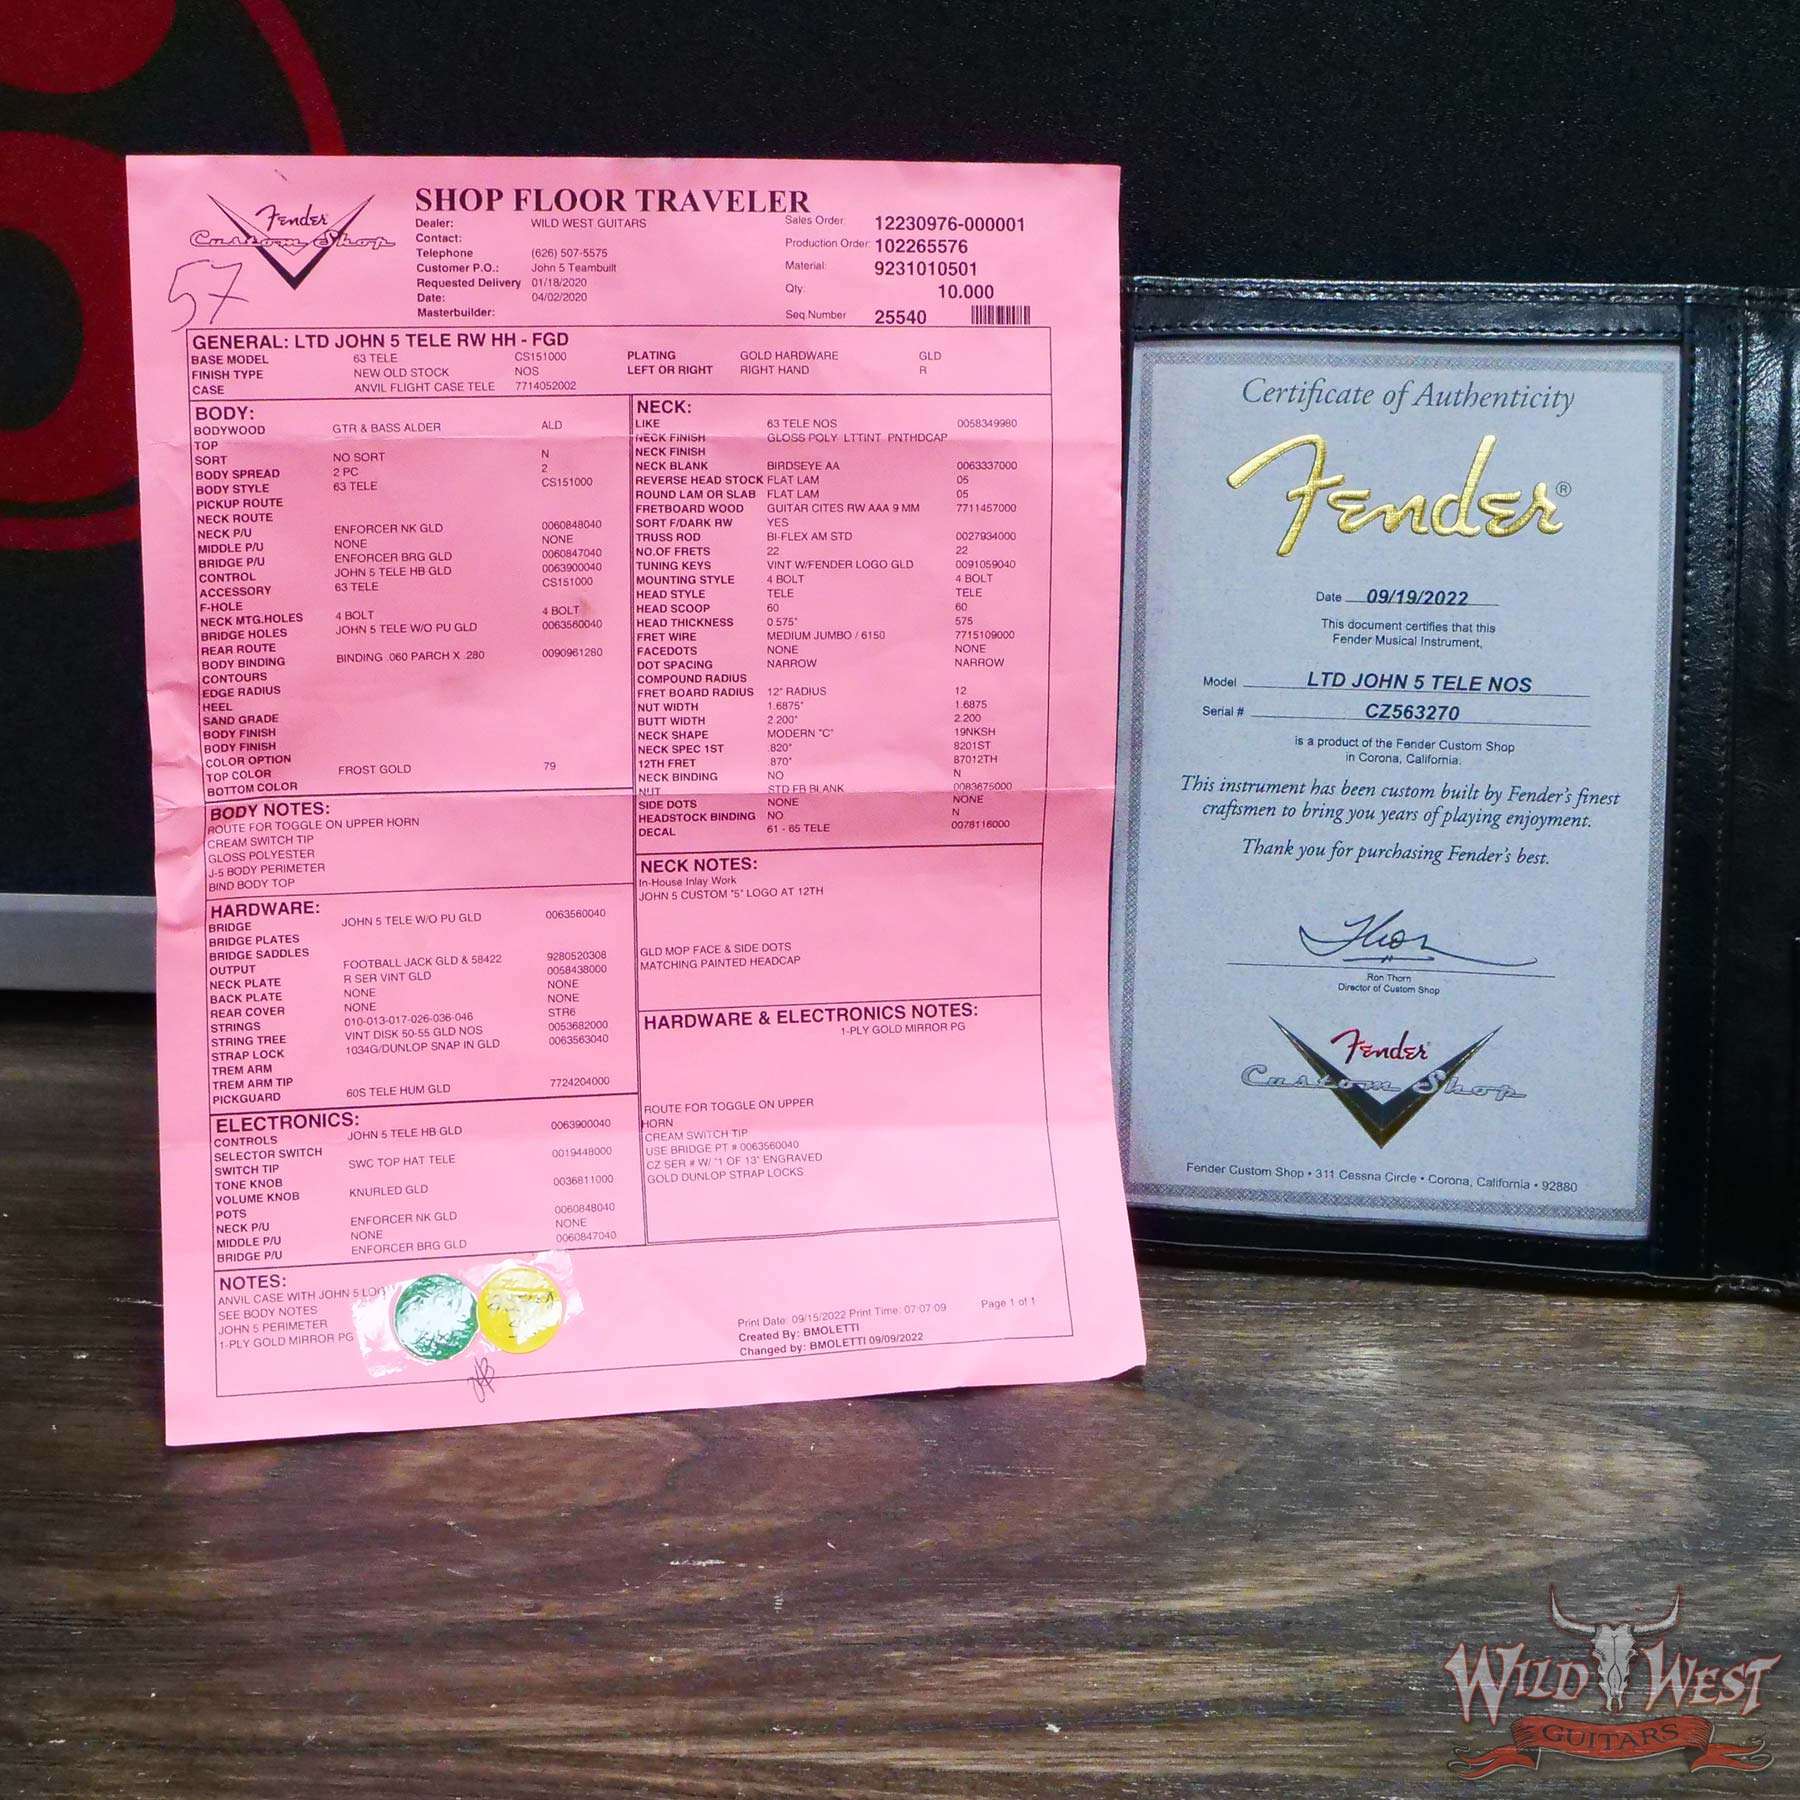 Fender
Custom Shop
57
SHOP FLOOR TRAVELER
Dealer: WILD WEST GUITARS
Contact:
Telephone (626) 507-5575
Customer P.O.: John 5 Teambuilt
Requested Delivery 01/18/2020
Date: 04/02/2020
Masterbuilder:
Sales Order: 12230976-000001
Production Order: 102265576
Material: 9231010501
Qty: 10.000
Seq.Number 25540
GENERAL: LTD JOHN 5 TELE RW HH - FGD
BASE MODEL 63 TELE CS151000 PLATING GOLD HARDWARE GLD
FINISH TYPE NEW OLD STOCK NOS LEFT OR RIGHT RIGHT HAND R
CASE ANVIL FLIGHT CASE TELE 7714052002
BODY:
BODYWOOD GTR & BASS ALDER ALD
TOP
SORT NO SORT N
BODY SPREAD 2 PC 2
BODY STYLE 63 TELE CS151000
PICKUP ROUTE
NECK ROUTE
NECK P/U ENFORCER NK GLD 0060848040
MIDDLE P/U NONE NONE
BRIDGE P/U ENFORCER BRG GLD 0060847040
CONTROL JOHN 5 TELE HB GLD 0063900040
ACCESSORY 63 TELE CS151000
F-HOLE
NECK MTG.HOLES 4 BOLT 4 BOLT
BRIDGE HOLES JOHN 5 TELE W/O PU GLD 0063560040
REAR ROUTE
BODY BINDING BINDING .060 PARCH X .280 0090961280
CONTOURS
EDGE RADIUS
HEEL
SAND GRADE
BODY FINISH
BODY FINISH
COLOR OPTION
TOP COLOR FROST GOLD 79
BOTTOM COLOR
BODY NOTES:
ROUTE FOR TOGGLE ON UPPER HORN
CREAM SWITCH TIP
GLOSS POLYESTER
J-5 BODY PERIMETER
BIND BODY TOP
HARDWARE:
BRIDGE JOHN 5 TELE W/O PU GLD 0063560040
BRIDGE PLATES
BRIDGE SADDLES
OUTPUT FOOTBALL JACK GLD & 58422 9280520308
NECK PLATE R SER VINT GLD 0058438000
BACK PLATE NONE NONE
REAR COVER NONE NONE
STRINGS 010-013-017-026-036-046 STR6
STRING TREE VINT DISK 50-55 GLD NOS 0053682000
STRAP LOCK 1034G/DUNLOP SNAP IN GLD 0063563040
TREM ARM
TREM ARM TIP
PICKGUARD 60S TELE HUM GLD 7724204000
ELECTRONICS:
CONTROLS JOHN 5 TELE HB GLD 0063900040
SELECTOR SWITCH
SWITCH TIP SWC TOP HAT TELE 0019448000
TONE KNOB
VOLUME KNOB KNURLED GLD 0036811000
POTS
NECK P/U ENFORCER NK GLD 0060848040
MIDDLE P/U NONE NONE
BRIDGE P/U ENFORCER BRG GLD 0060847040
NOTES:
ANVIL CASE WITH JOHN 5 LOG
SEE BODY NOTES
JOHN 5 PERIMETER
1-PLY GOLD MIRROR PG
NECK:
LIKE 63 TELE NOS 0058349980
NECK FINISH GLOSS POLY LTTINT PNTHDCAP
NECK FINISH
NECK BLANK BIRDSEYE AA 0063337000
REVERSE HEAD STOCK FLAT LAM 05
ROUND LAM OR SLAB FLAT LAM 05
FRETBOARD WOOD GUITAR CITES RW AAA 9 MM 7711457000
SORT F/DARK RW YES
TRUSS ROD BI-FLEX AM STD 0027934000
NO.OF FRETS 22 22
TUNING KEYS VINT W/FENDER LOGO GLD 0091059040
MOUNTING STYLE 4 BOLT 4 BOLT
HEAD STYLE TELE TELE
HEAD SCOOP 60 60
HEAD THICKNESS 0.575" 575
FRET WIRE MEDIUM JUMBO / 6150 7715109000
FACEDOTS NONE NONE
DOT SPACING NARROW NARROW
COMPOUND RADIUS
FRET BOARD RADIUS 12" RADIUS 12
NUT WIDTH 1.6875" 1.6875
BUTT WIDTH 2.200" 2.200
NECK SHAPE MODERN "C" 19NKSH
NECK SPEC 1ST .820" 8201ST
12TH FRET .870" 87012TH
NECK BINDING NO N
NUT STD FB BLANK 0083675000
SIDE DOTS NONE NONE
HEADSTOCK BINDING NO N
DECAL 61 - 65 TELE 0078116000
NECK NOTES:
In-House Inlay Work
JOHN 5 CUSTOM "5" LOGO AT 12TH
GLD MOP FACE & SIDE DOTS
MATCHING PAINTED HEADCAP
HARDWARE & ELECTRONICS NOTES:
1-PLY GOLD MIRROR PG
ROUTE FOR TOGGLE ON UPPER
HORN
CREAM SWITCH TIP
USE BRIDGE PT # 0063560040
CZ SER # W/ "1 OF 13" ENGRAVED
GOLD DUNLOP STRAP LOCKS
Print Date: 09/15/2022 Print Time: 07:07:09 Page 1 of 1
Created By: BMOLETTI
Changed by: BMOLETTI 09/09/2022
Certificate of Authenticity
Fender®
Date 09/19/2022
This document certifies that this
Fender Musical Instrument,
Model LTD JOHN 5 TELE NOS
Serial # CZ563270
is a product of the Fender Custom Shop
in Corona, California.
This instrument has been custom built by Fender's finest
craftsmen to bring you years of playing enjoyment.
Thank you for purchasing Fender's best.
Ron Thorn
Director of Custom Shop
Fender
Custom Shop
Fender Custom Shop • 311 Cessna Circle • Corona, California • 92880
WILD WEST
GUITARS